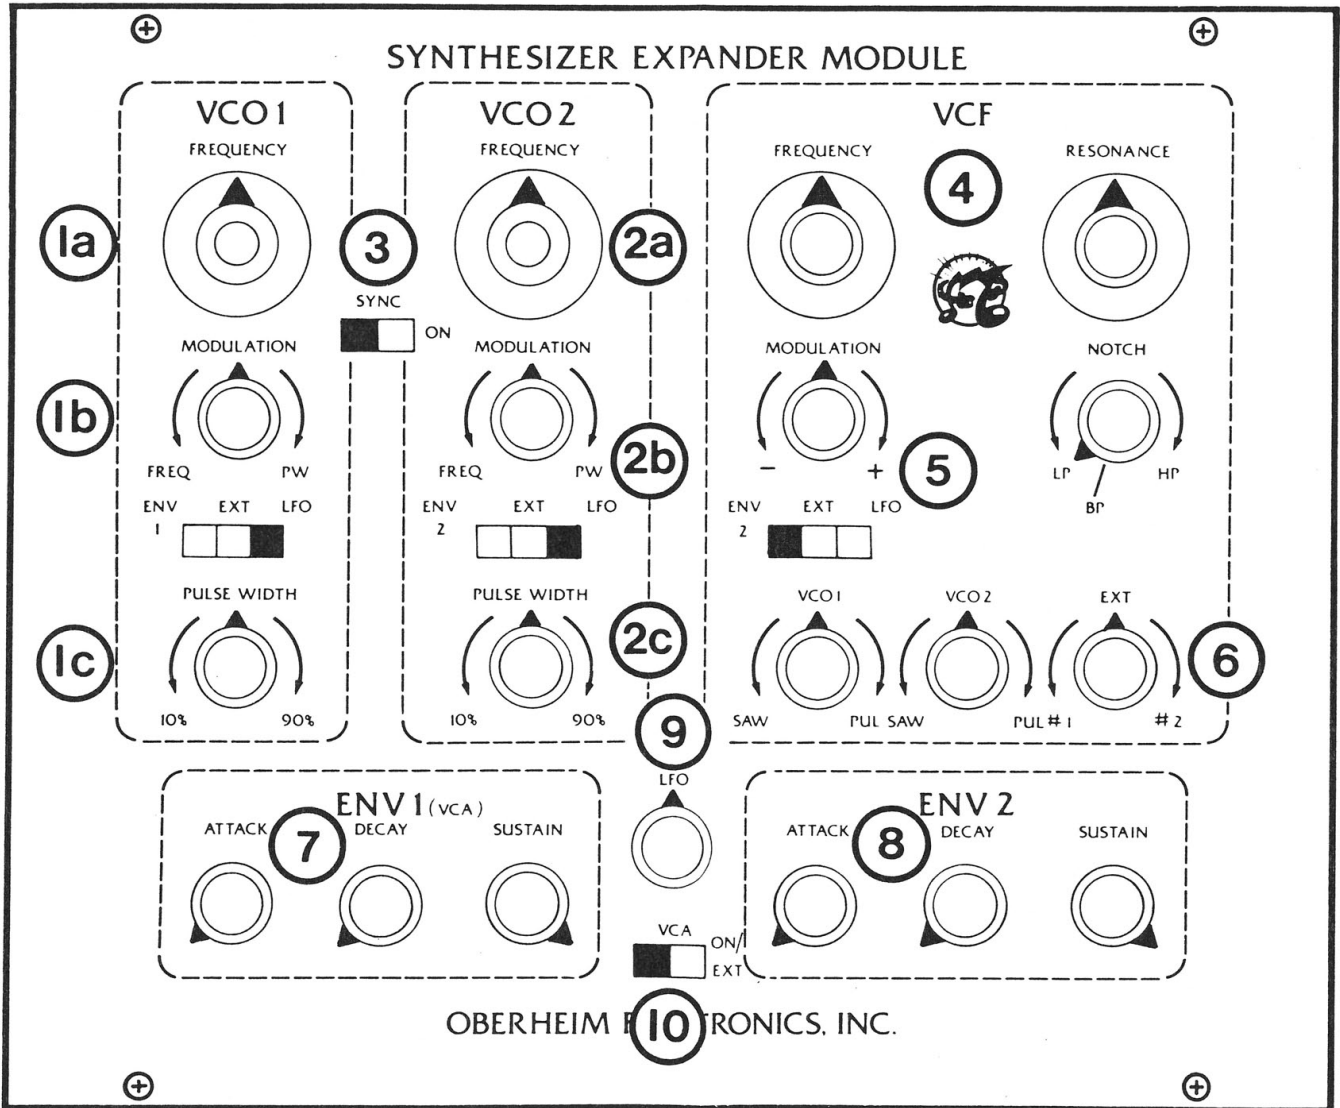 SYNTHESIZER EXPANDER MODULE
VCO 1
FREQUENCY
1a
MODULATION
1b
FREQ PW
ENV 1 EXT LFO
PULSE WIDTH
1c
10% 90%
3
SYNC
ON
VCO 2
FREQUENCY
2a
MODULATION
2b
FREQ PW
ENV 2 EXT LFO
PULSE WIDTH
2c
10% 90%
VCF
FREQUENCY
4
RESONANCE
MODULATION
- +
5
NOTCH
LP HP
BP
ENV 2 EXT LFO
VCO 1 VCO 2 EXT
6
SAW PUL SAW PUL # 1 # 2
ENV 1 (VCA)
ATTACK 7 DECAY SUSTAIN
9
LFO
VCA
ON/
EXT
ENV 2
ATTACK 8 DECAY SUSTAIN
10
OBERHEIM RONICS, INC.